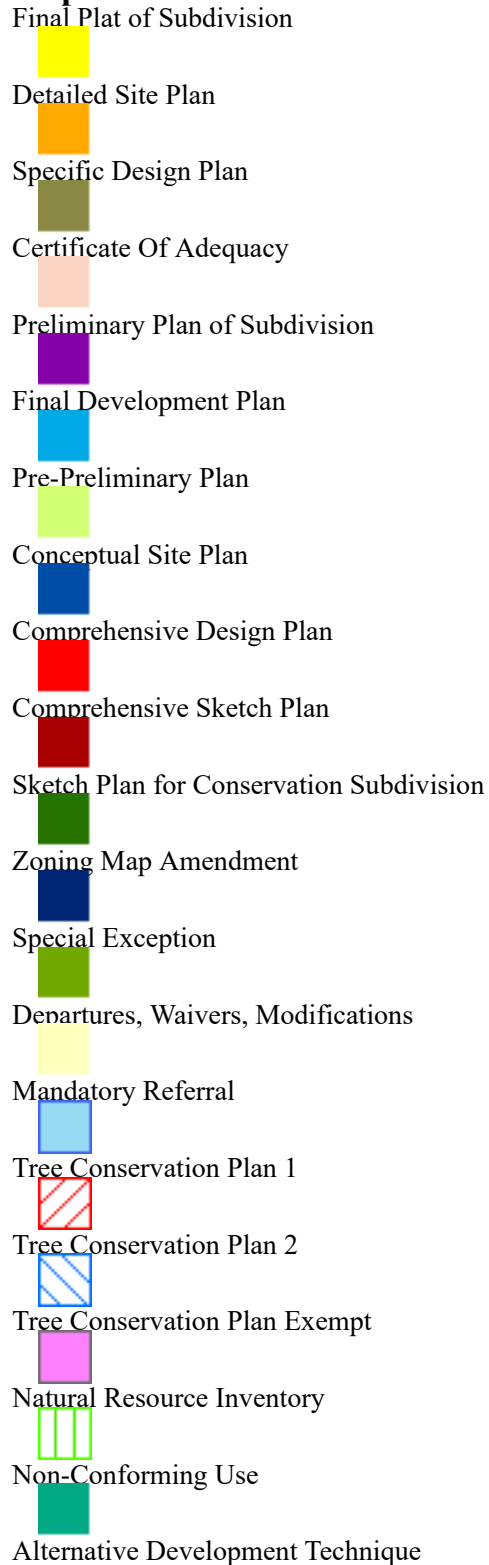 Final Plat of Subdivision
Detailed Site Plan
Specific Design Plan
Certificate Of Adequacy
Preliminary Plan of Subdivision
Final Development Plan
Pre-Preliminary Plan
Conceptual Site Plan
Comprehensive Design Plan
Comprehensive Sketch Plan
Sketch Plan for Conservation Subdivision
Zoning Map Amendment
Special Exception
Departures, Waivers, Modifications
Mandatory Referral
Tree Conservation Plan 1
Tree Conservation Plan 2
Tree Conservation Plan Exempt
Natural Resource Inventory
Non-Conforming Use
Alternative Development Technique